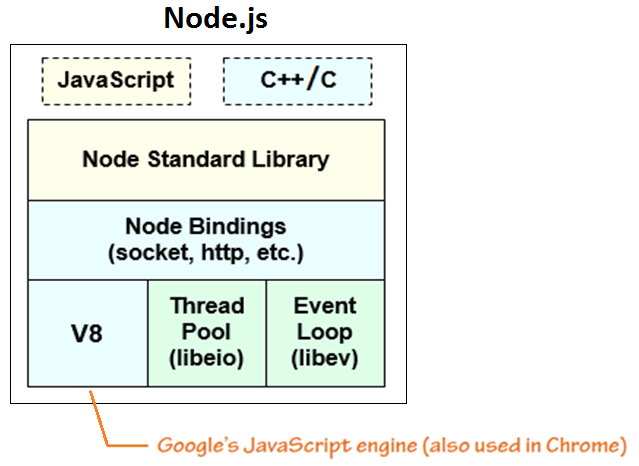 Node.js
JavaScript
C++/C
Node Standard Library
Node Bindings
(socket, http, etc.)
V8
Thread
Pool
(libeio)
Event
Loop
(libev)
Google's JavaScript engine (also used in Chrome)